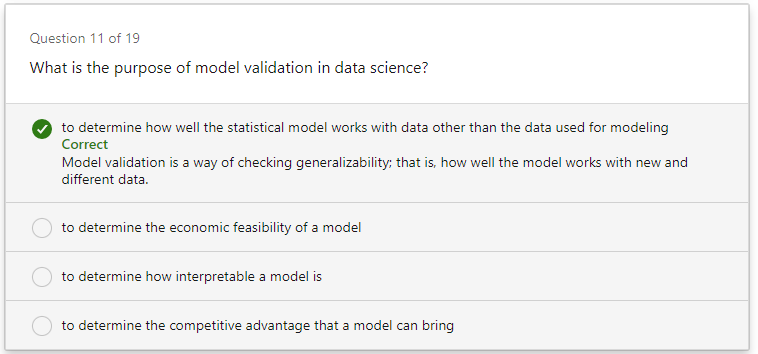 Question 11 of 19
What is the purpose of model validation in data science?
to determine how well the statistical model works with data other than the data used for modeling
Correct
Model validation is a way of checking generalizability; that is, how well the model works with new and
different data.
to determine the economic feasibility of a model
to determine how interpretable a model is
to determine the competitive advantage that a model can bring